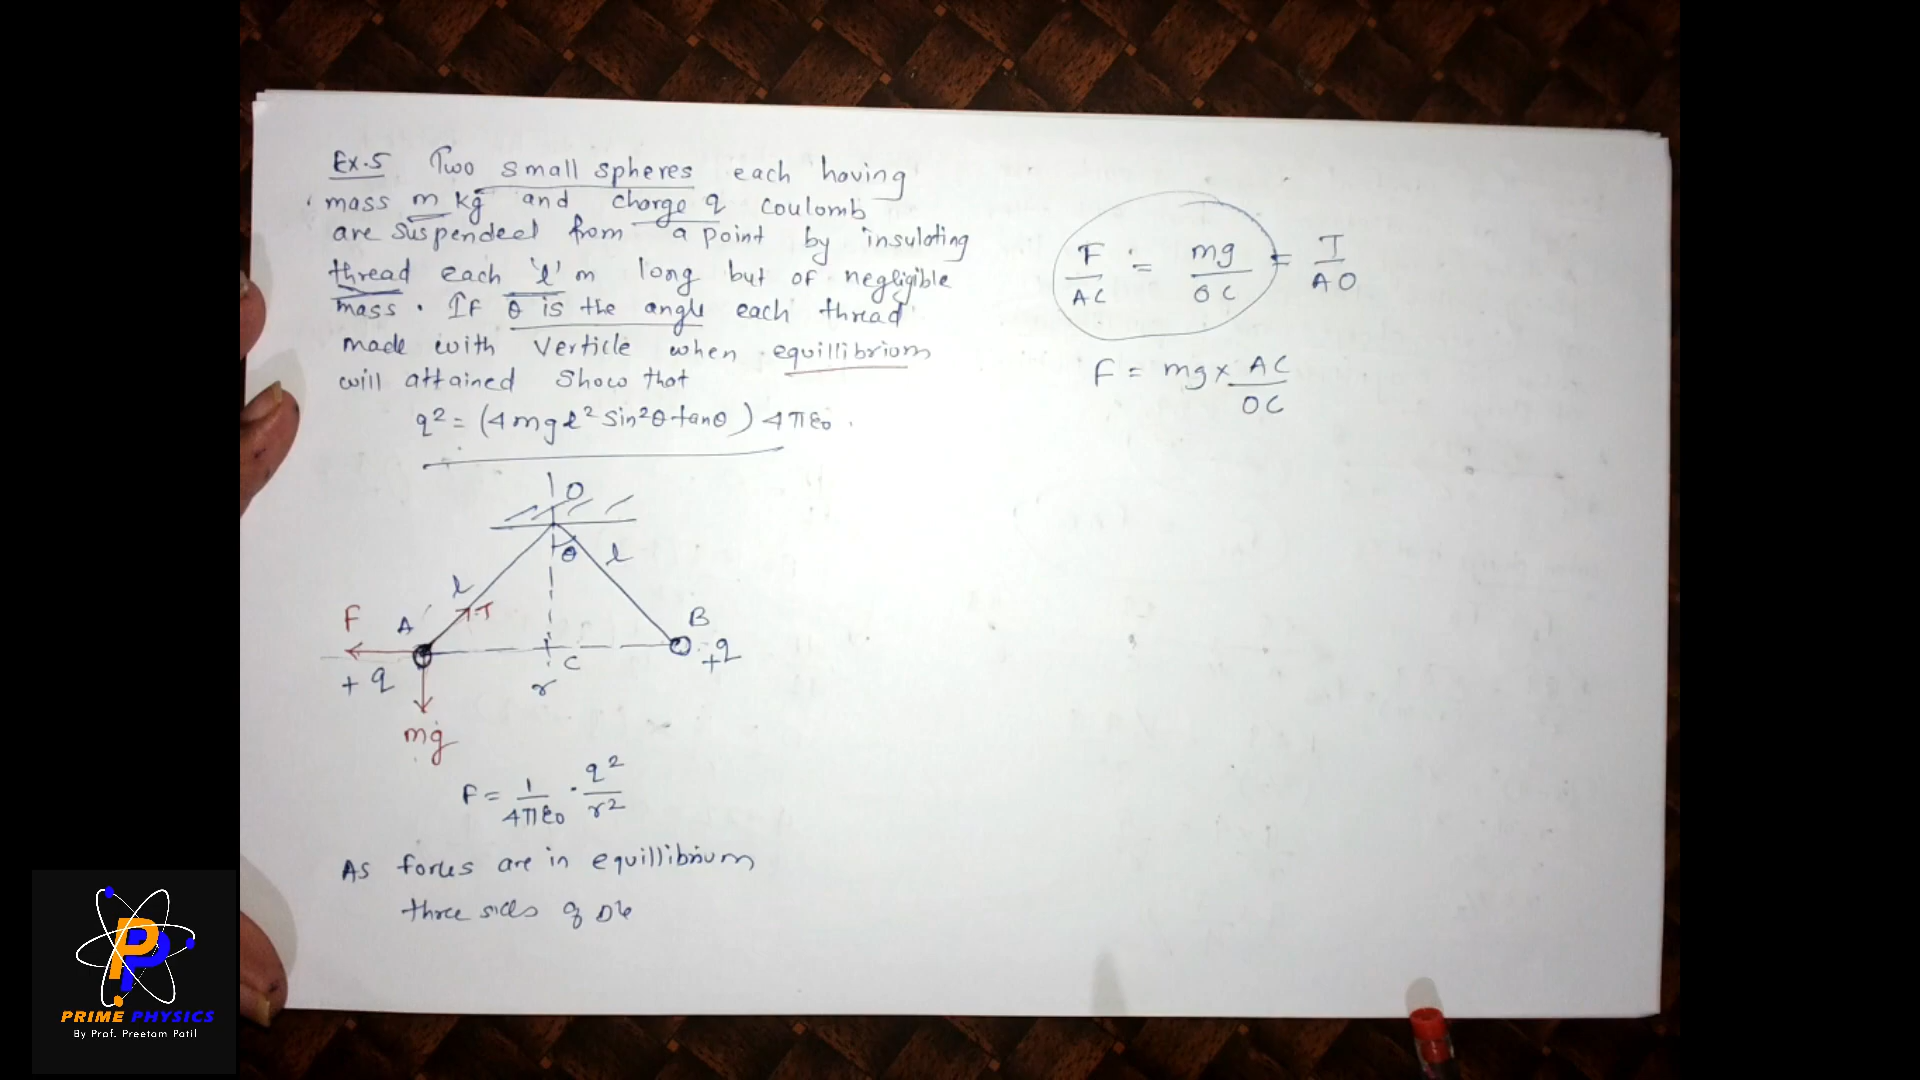 Ex.5 Two small spheres each having
mass m kg and charge q coulomb
are suspended from a point by insulating
thread each 'l' m long but of negligible
mass. If θ is the angle each thread
made with verticle when equillibrium
will attained show that
q² = (4mgl² sin²θ tanθ) 4πε₀.
O
θ
l
l
T
F
A
B
+q
+q
C
r
mg
F = 1/4πε₀ · q²/r²
As forces are in equillibrium
three sides of
F/AC = mg/OC = T/AO
F = mg × AC/OC
PP
PRIME PHYSICS
By Prof. Preetam Patil